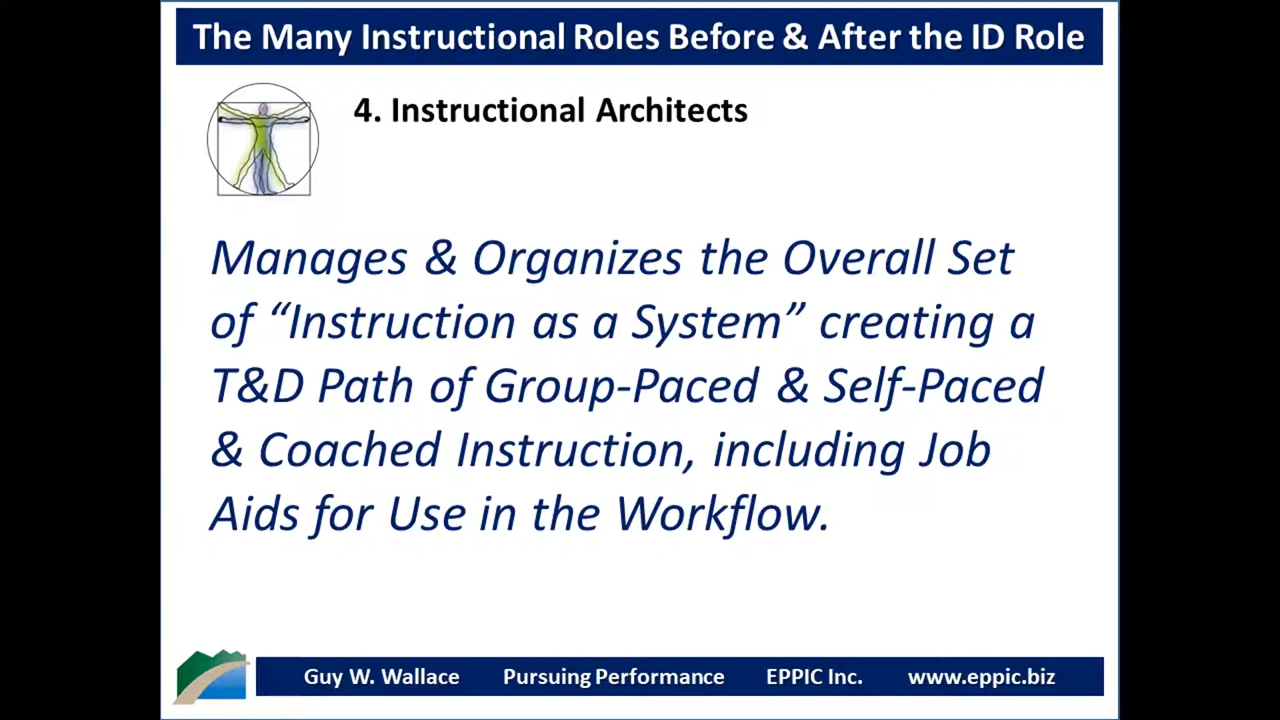 The Many Instructional Roles Before & After the ID Role
4. Instructional Architects
Manages & Organizes the Overall Set
of “Instruction as a System” creating a
T&D Path of Group-Paced & Self-Paced
& Coached Instruction, including Job
Aids for Use in the Workflow.
Guy W. Wallace Pursuing Performance EPPIC Inc. www.eppic.biz